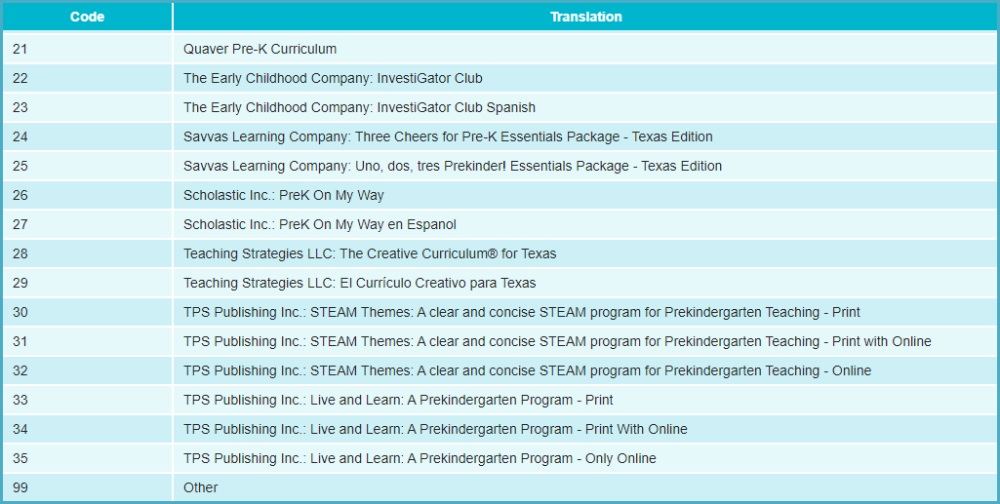 Code Translation
21 Quaver Pre-K Curriculum
22 The Early Childhood Company: InvestiGator Club
23 The Early Childhood Company: InvestiGator Club Spanish
24 Savvas Learning Company: Three Cheers for Pre-K Essentials Package - Texas Edition
25 Savvas Learning Company: Uno, dos, tres Prekinder! Essentials Package - Texas Edition
26 Scholastic Inc.: PreK On My Way
27 Scholastic Inc.: PreK On My Way en Espanol
28 Teaching Strategies LLC: The Creative Curriculum® for Texas
29 Teaching Strategies LLC: El Currículo Creativo para Texas
30 TPS Publishing Inc.: STEAM Themes: A clear and concise STEAM program for Prekindergarten Teaching - Print
31 TPS Publishing Inc.: STEAM Themes: A clear and concise STEAM program for Prekindergarten Teaching - Print with Online
32 TPS Publishing Inc.: STEAM Themes: A clear and concise STEAM program for Prekindergarten Teaching - Online
33 TPS Publishing Inc.: Live and Learn: A Prekindergarten Program - Print
34 TPS Publishing Inc.: Live and Learn: A Prekindergarten Program - Print With Online
35 TPS Publishing Inc.: Live and Learn: A Prekindergarten Program - Only Online
99 Other